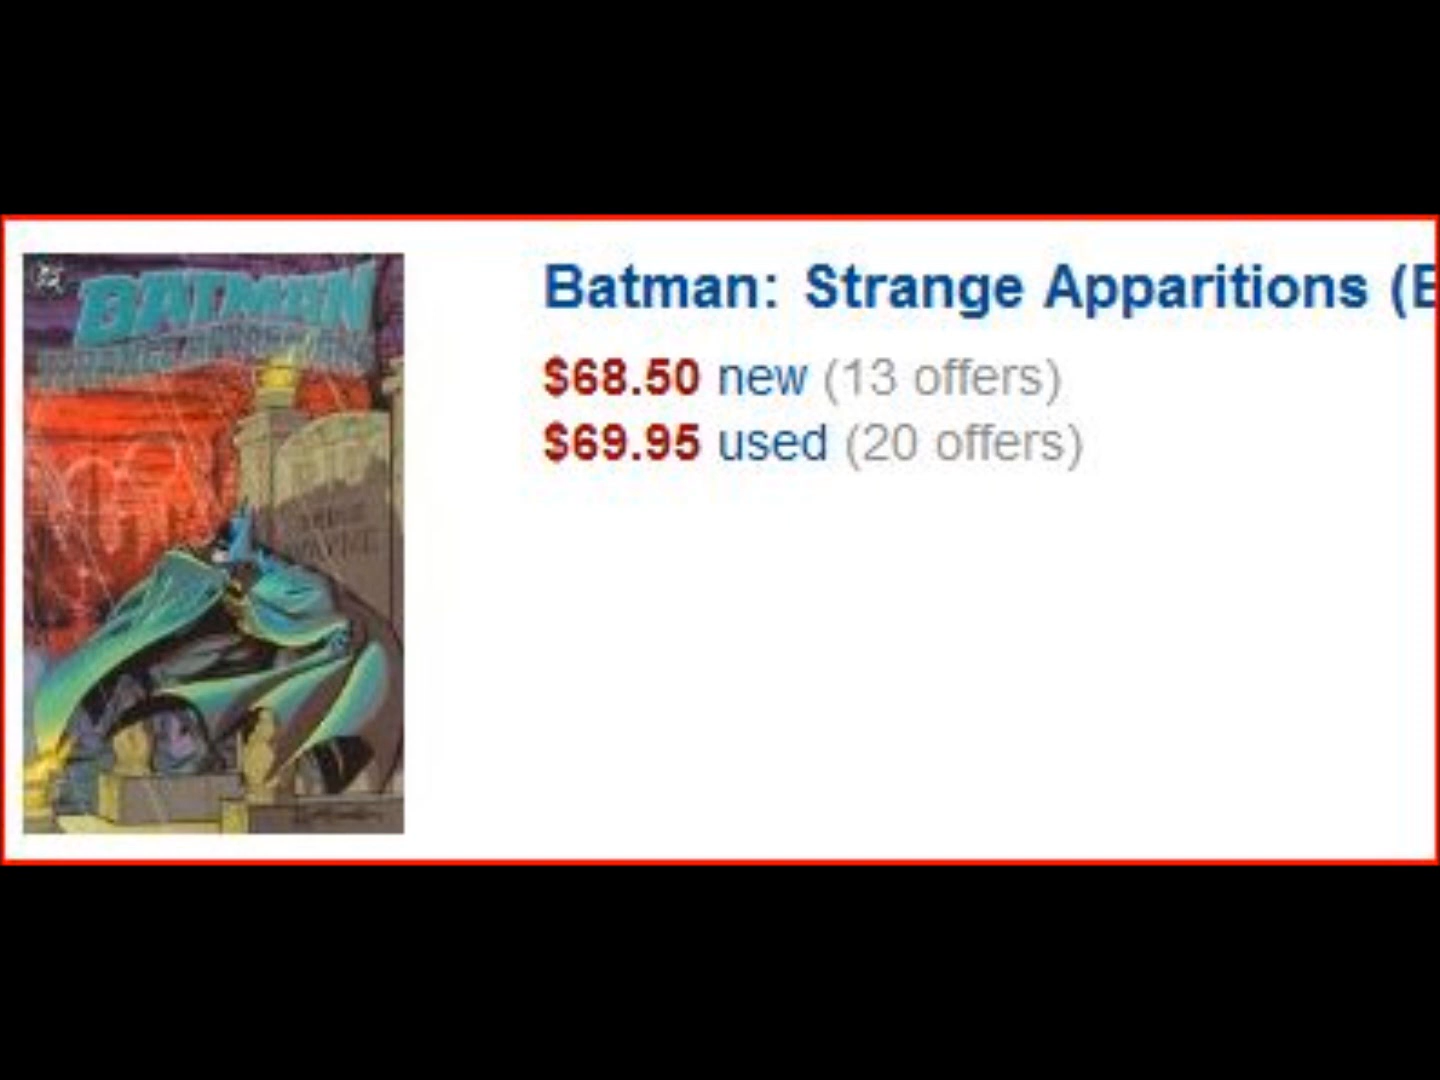 BATMAN
Batman: Strange Apparitions (B
$68.50 new (13 offers)
$69.95 used (20 offers)